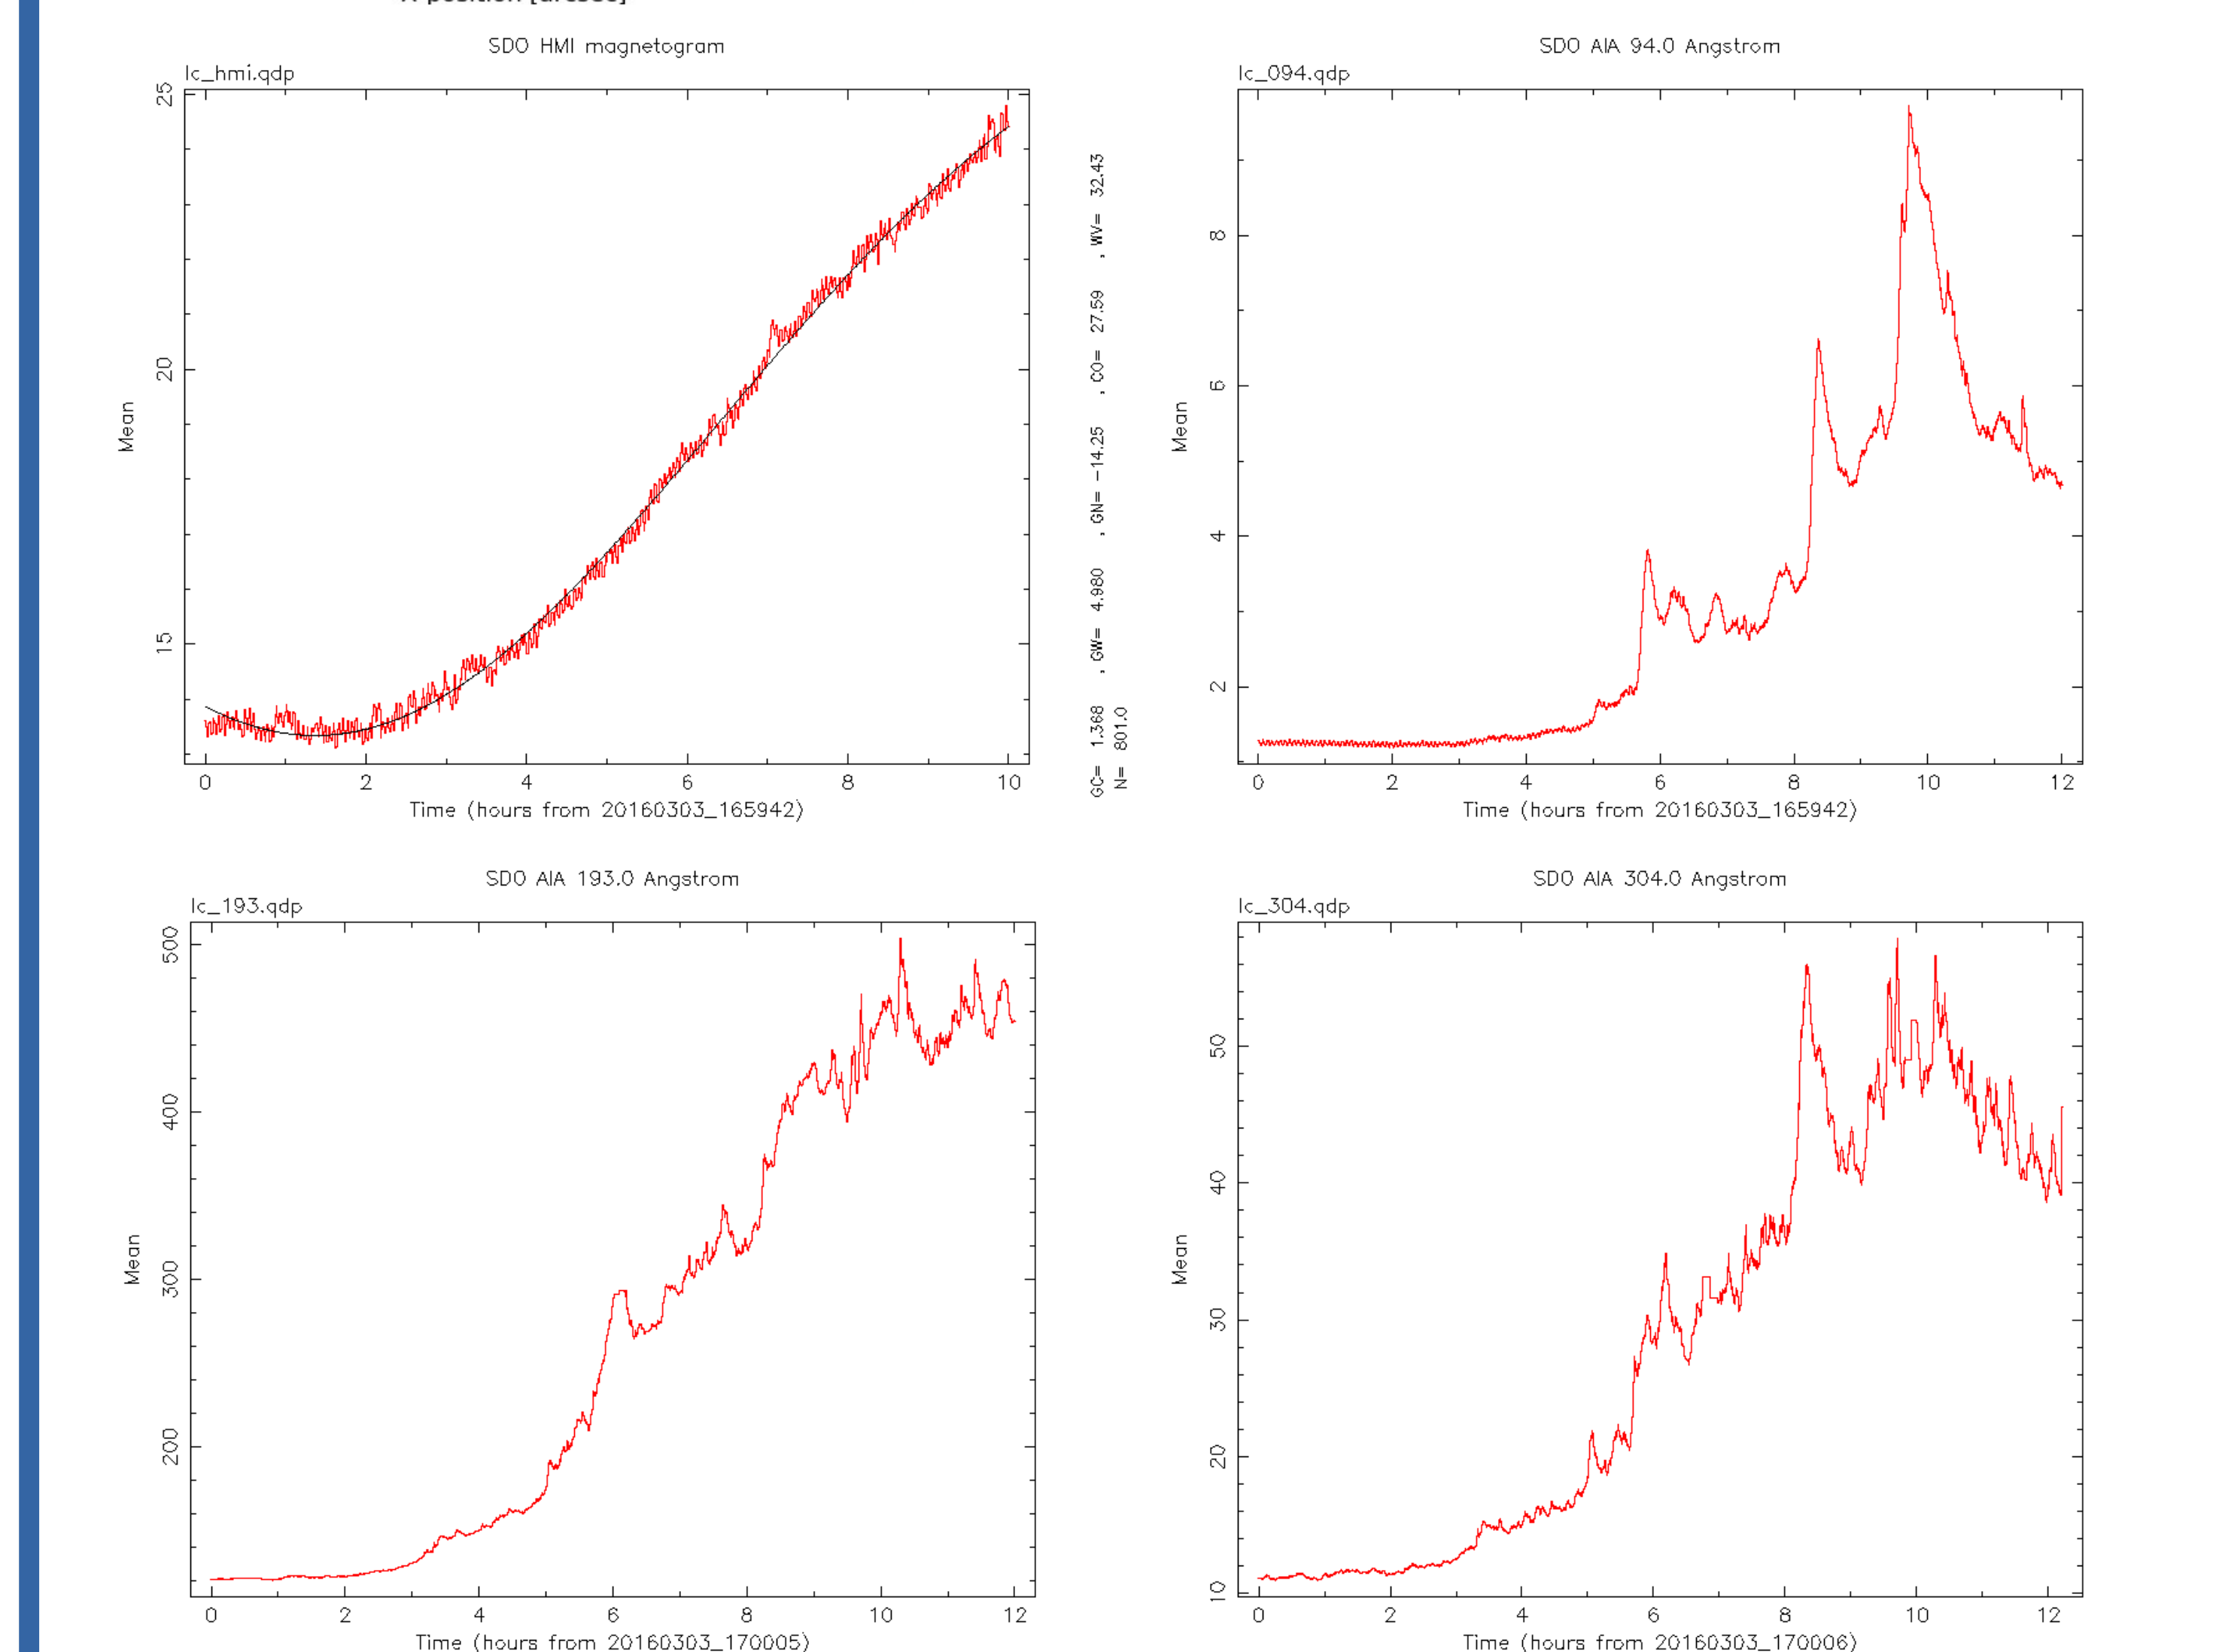 X-position [arcsec]
SDO HMI magnetogram
lc_hmi.qdp
25
20
15
Mean
0 2 4 6 8 10
Time (hours from 20160303_165942)
GC= 1.368 , GW= 4.980 , GN= -14.25 , CO= 27.59 , WV= 32.43
N= 801.0
SDO AIA 94.0 Angstrom
lc_094.qdp
8
6
4
2
Mean
0 2 4 6 8 10 12
Time (hours from 20160303_165942)
SDO AIA 193.0 Angstrom
lc_193.qdp
500
400
300
200
Mean
0 2 4 6 8 10 12
Time (hours from 20160303_170005)
SDO AIA 304.0 Angstrom
lc_304.qdp
50
40
30
20
10
Mean
0 2 4 6 8 10 12
Time (hours from 20160303_170006)